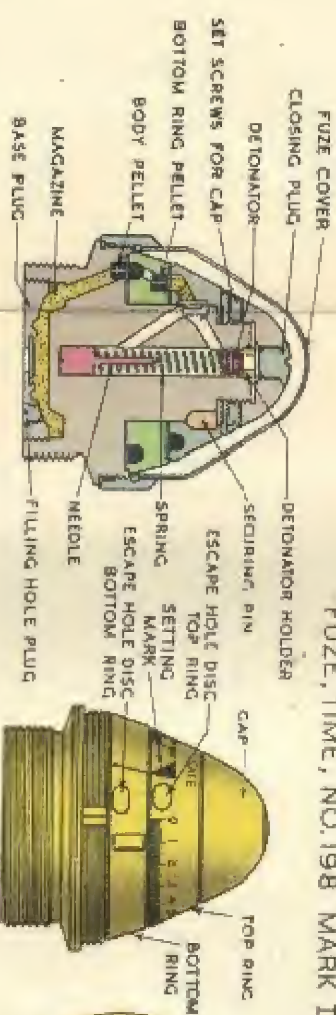 FUZE, TIME, NO. 198 MARK I
FUZE COVER
CLOSING PLUG
DETONATOR
SET SCREWS FOR CAP
BOTTOM RING PELLET
BODY PELLET
MAGAZINE
BASE PLUG
DETONATOR HOLDER
SECURING PIN
SPRING
NEEDLE
FILLING HOLE PLUG
CAP
ESCAPE HOLE DISC
TOP RING
SETTING
MARK
ESCAPE HOLE DISC
BOTTOM RING
TOP RING
BOTTOM
RING